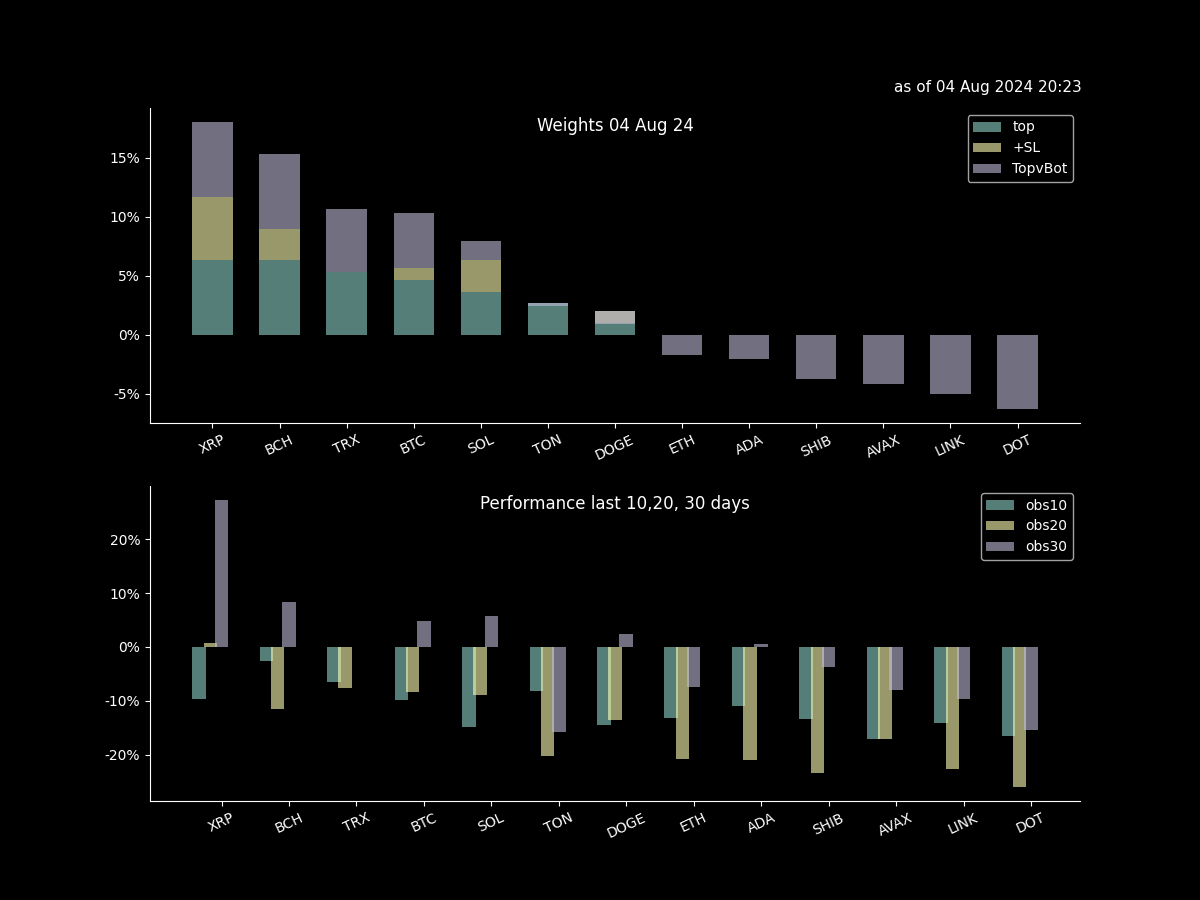 as of 04 Aug 2024 20:23
Weights 04 Aug 24
top
+SL
TopvBot
15%
10%
5%
0%
-5%
XRP BCH TRX BTC SOL TON DOGE ETH ADA SHIB AVAX LINK DOT
Performance last 10,20, 30 days
obs10
obs20
obs30
20%
10%
0%
-10%
-20%
XRP BCH TRX BTC SOL TON DOGE ETH ADA SHIB AVAX LINK DOT